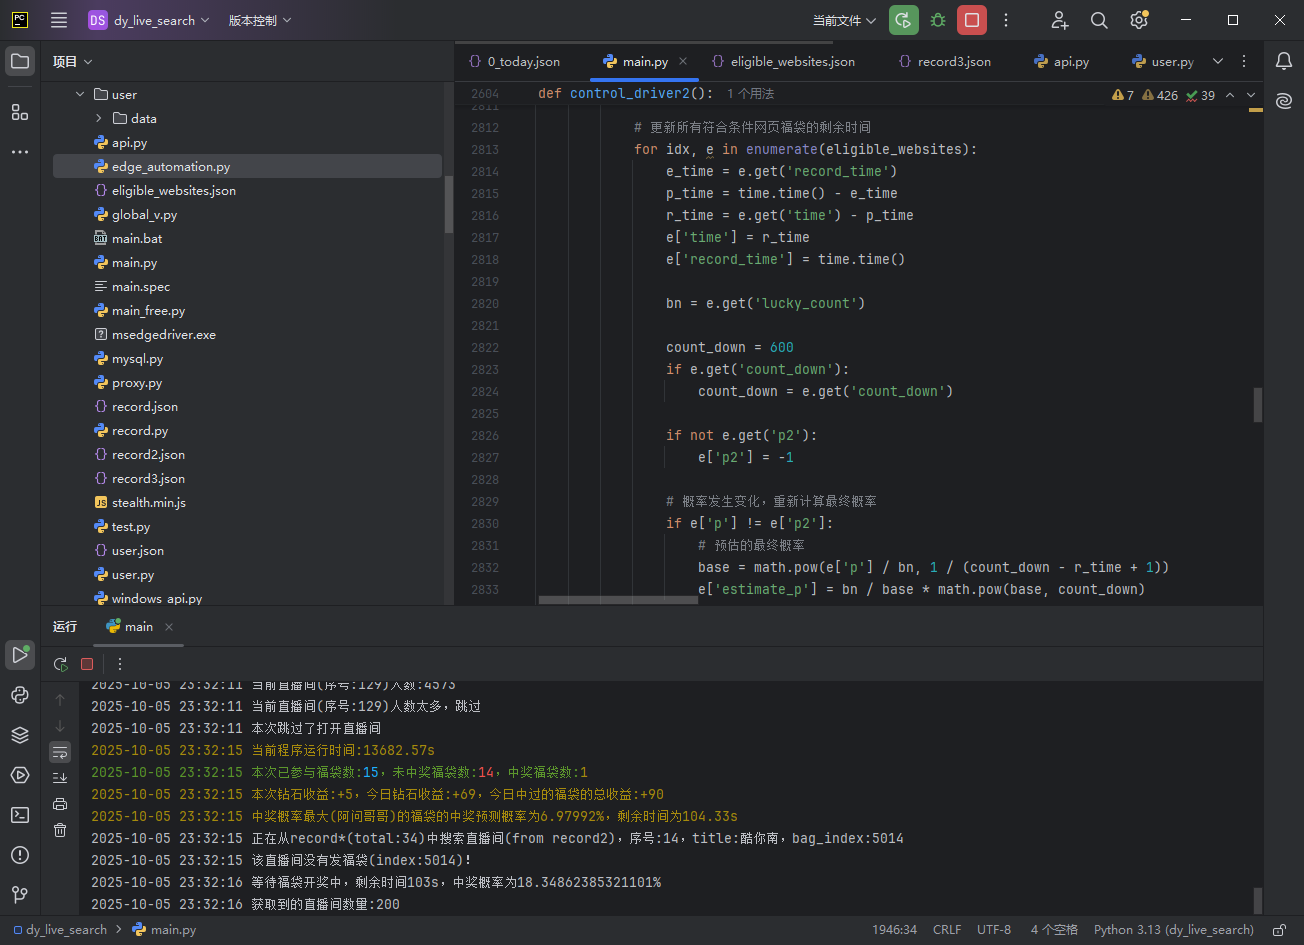 PC
DS dy_live_search 版本控制 当前文件
项目
0_today.json main.py eligible_websites.json record3.json api.py user.py
user
data
api.py
edge_automation.py
eligible_websites.json
global_v.py
main.bat
main.py
main.spec
main_free.py
msedgedriver.exe
mysql.py
proxy.py
record.json
record.py
record2.json
record3.json
stealth.min.js
test.py
user.json
user.py
windows_api.py
2604 def control_driver2(): 1 个用法
7 426 39
2811
2812 # 更新所有符合条件网页福袋的剩余时间
2813 for idx, e in enumerate(eligible_websites):
2814 e_time = e.get('record_time')
2815 p_time = time.time() - e_time
2816 r_time = e.get('time') - p_time
2817 e['time'] = r_time
2818 e['record_time'] = time.time()
2819
2820 bn = e.get('lucky_count')
2821
2822 count_down = 600
2823 if e.get('count_down'):
2824 count_down = e.get('count_down')
2825
2826 if not e.get('p2'):
2827 e['p2'] = -1
2828
2829 # 概率发生变化，重新计算最终概率
2830 if e['p'] != e['p2']:
2831 # 预估的最终概率
2832 base = math.pow(e['p'] / bn, 1 / (count_down - r_time + 1))
2833 e['estimate_p'] = bn / base * math.pow(base, count_down)
运行 main
2025-10-05 23:32:11 当前直播间(序号:129)人数:4573
2025-10-05 23:32:11 当前直播间(序号:129)人数太多，跳过
2025-10-05 23:32:11 本次跳过了打开直播间
2025-10-05 23:32:15 当前程序运行时间:13682.57s
2025-10-05 23:32:15 本次已参与福袋数:15，未中奖福袋数:14，中奖福袋数:1
2025-10-05 23:32:15 本次钻石收益:+5，今日钻石收益:+69，今日中过的福袋的总收益:+90
2025-10-05 23:32:15 中奖概率最大(阿问哥哥)的福袋的中奖预测概率为6.97992%，剩余时间为104.33s
2025-10-05 23:32:15 正在从record*(total:34)中搜索直播间(from record2)，序号:14，title:酷你南，bag_index:5014
2025-10-05 23:32:15 该直播间没有发福袋(index:5014)!
2025-10-05 23:32:16 等待福袋开奖中，剩余时间103s，中奖概率为18.34862385321101%
2025-10-05 23:32:16 获取到的直播间数量:200
dy_live_search main.py 1946:34 CRLF UTF-8 4 个空格 Python 3.13 (dy_live_search)